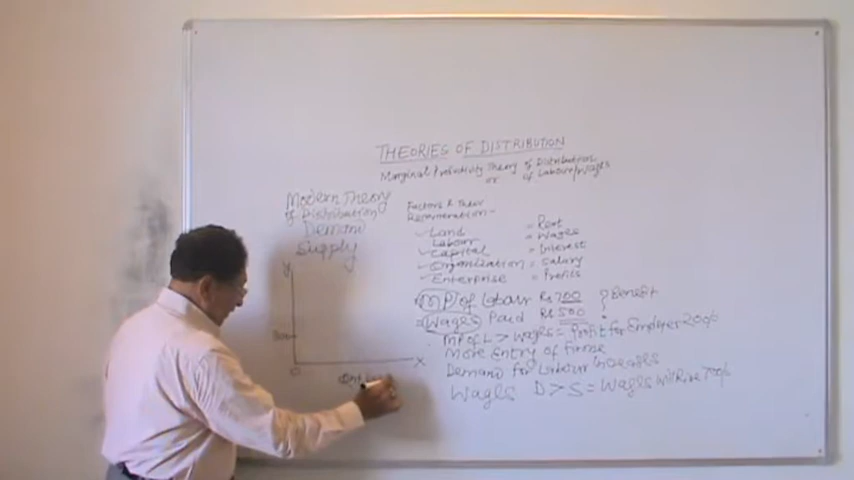 THEORIES OF DISTRIBUTION
Marginal Productivity Theory of Distribution
or of Labour/Wages
Modern Theory
of Distribution
Demand
Supply
Factors & their
Remuneration -
✓ Land = Rent
Labour = Wages
✓ Capital = Interest
✓ Organization = Salary
✓ Enterprise = Profits
MP of Labour Rs 700 Benefit
= Wages Paid Rs 500
MP of L > Wages = Profit for Employer 200/-
More Entry of Firms
Demand for Labour increases
Wages D > S = Wages will rise 700/-
Y
X
O